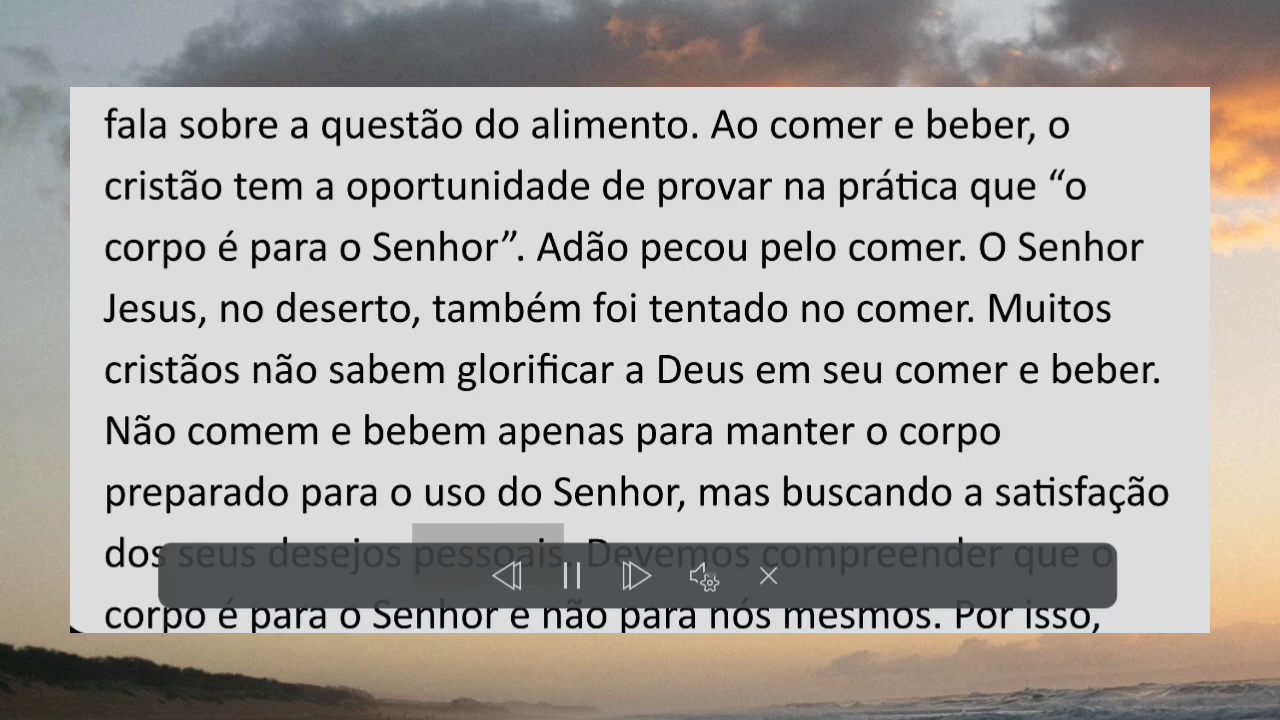 fala sobre a questão do alimento. Ao comer e beber, o
cristão tem a oportunidade de provar na prática que “o
corpo é para o Senhor”. Adão pecou pelo comer. O Senhor
Jesus, no deserto, também foi tentado no comer. Muitos
cristãos não sabem glorificar a Deus em seu comer e beber.
Não comem e bebem apenas para manter o corpo
preparado para o uso do Senhor, mas buscando a satisfação
dos seus desejos pessoais. Devemos compreender que o
corpo é para o Senhor e não para nós mesmos. Por isso,